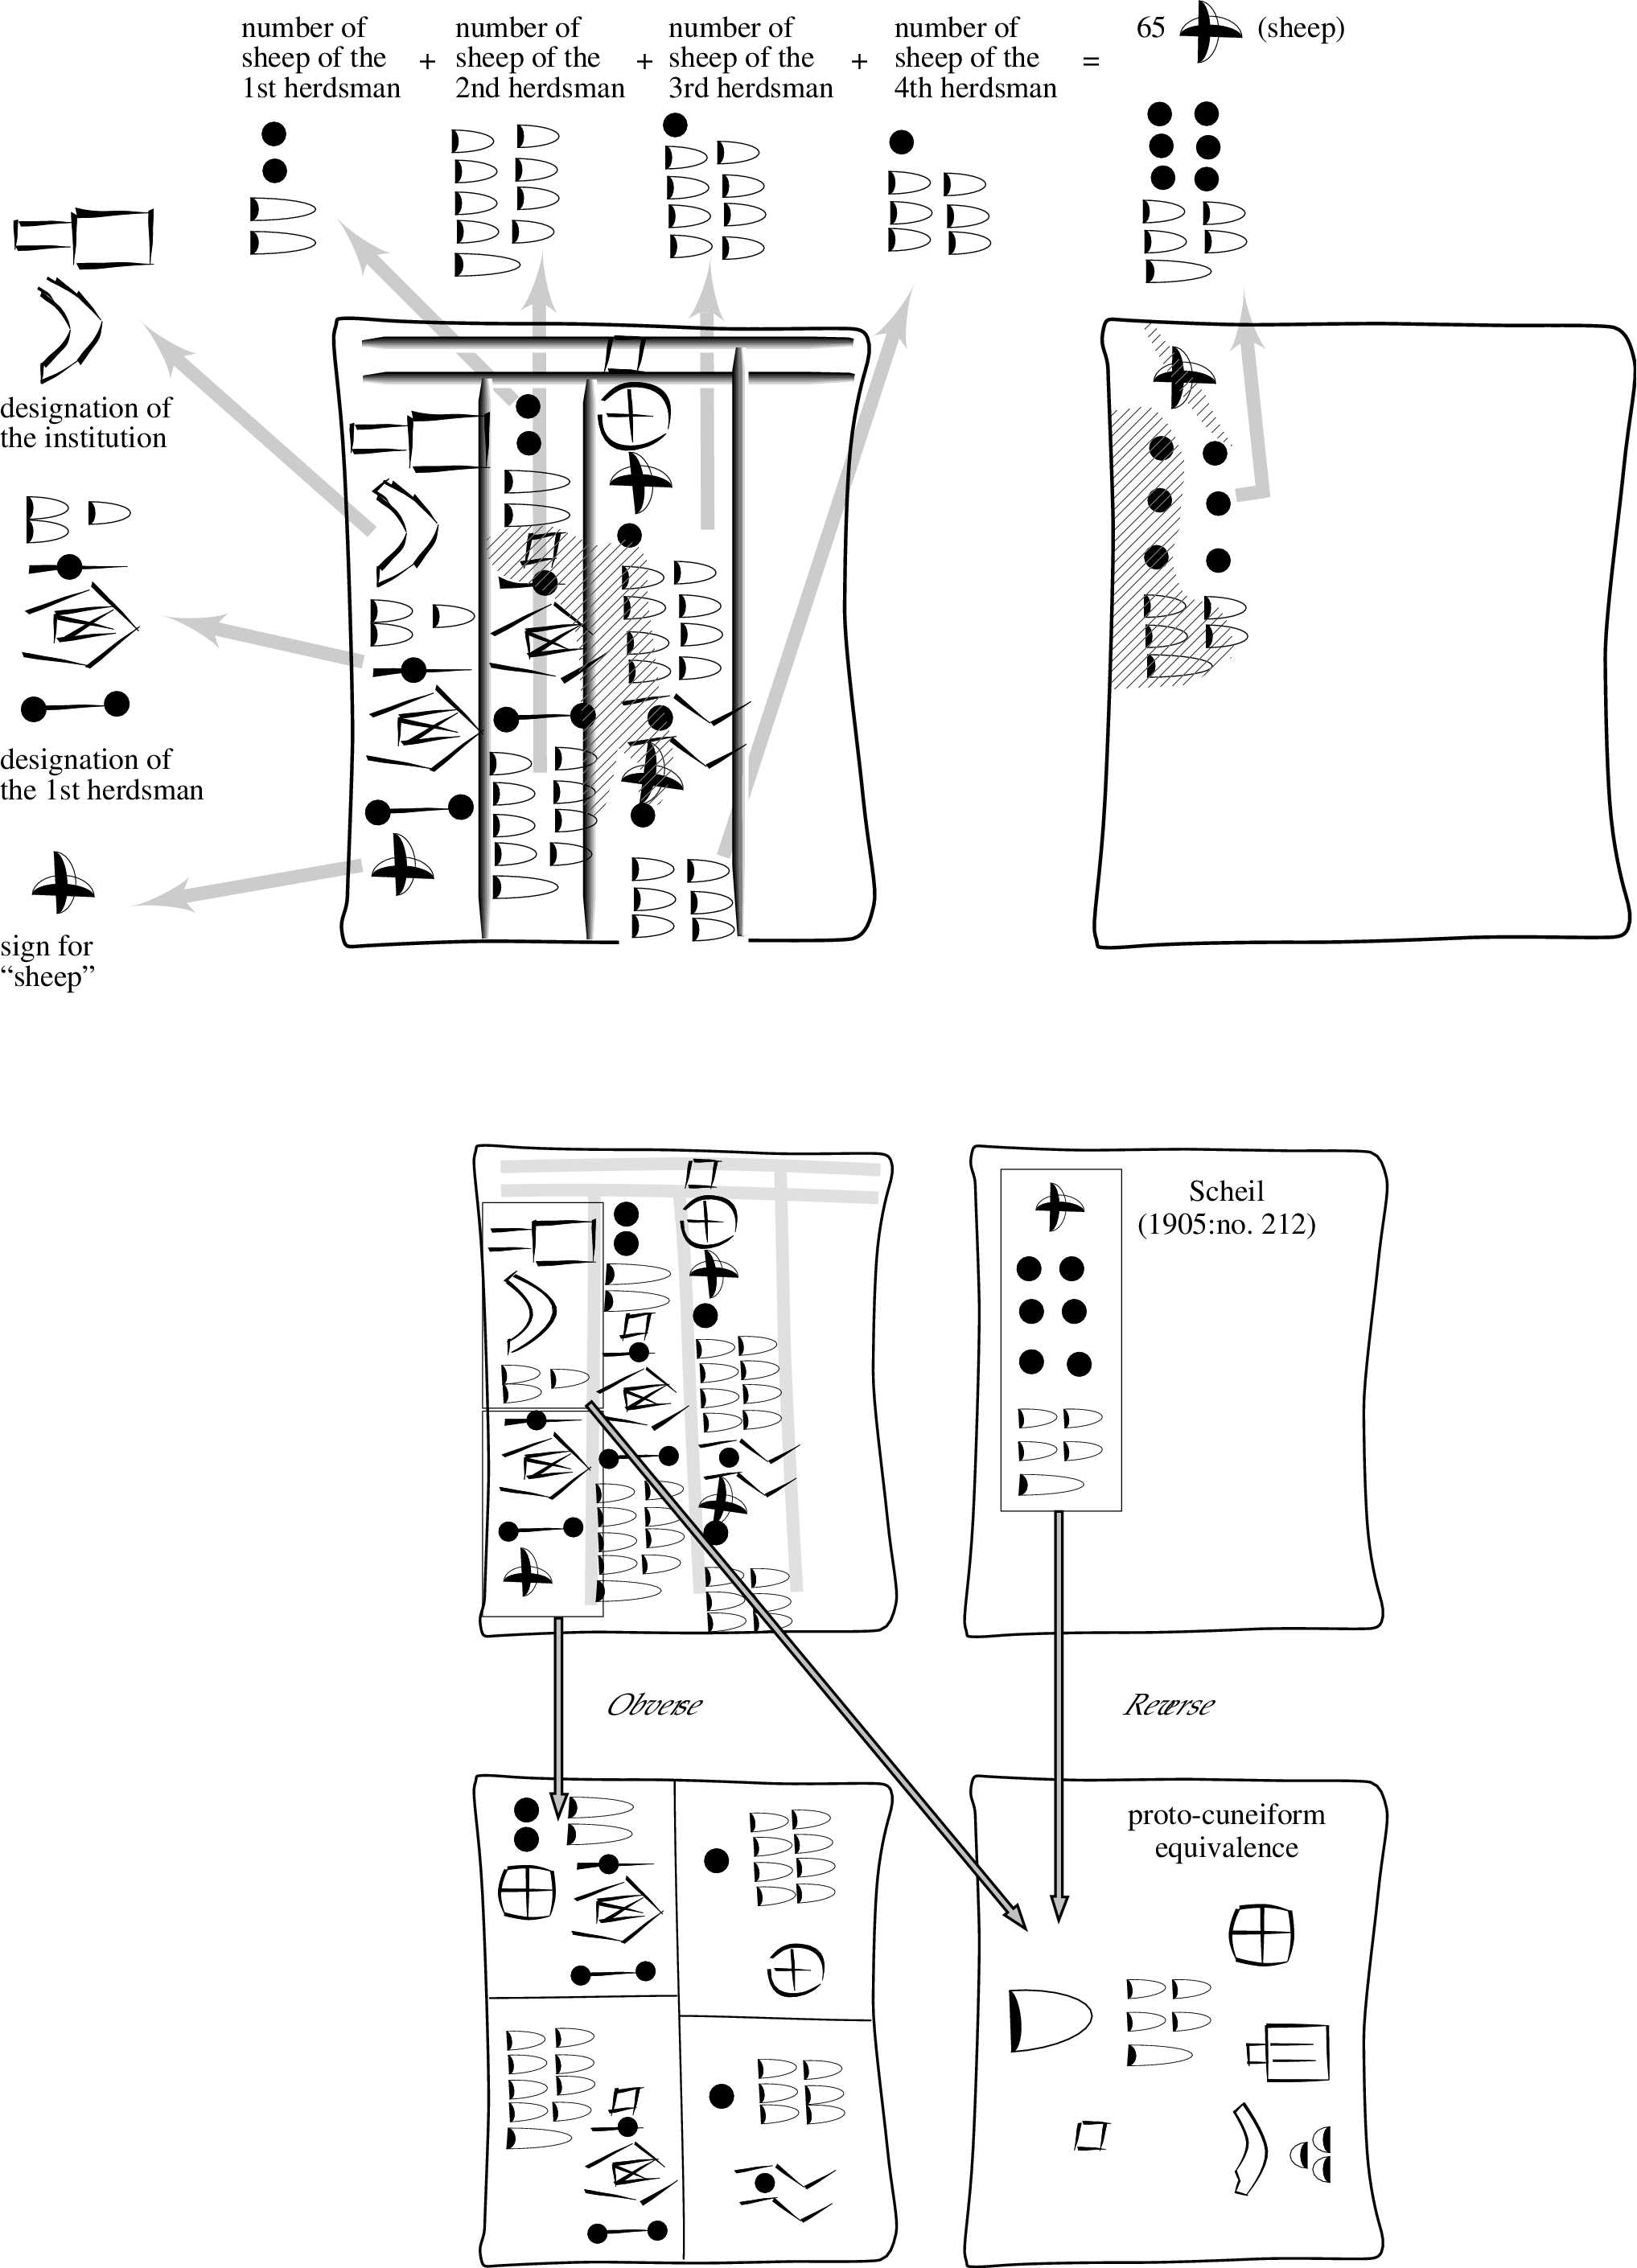 number of
sheep of the
1st herdsman
+
number of
sheep of the
2nd herdsman
+
number of
sheep of the
3rd herdsman
+
number of
sheep of the
4th herdsman
=
65 (sheep)
designation of
the institution
designation of
the 1st herdsman
sign for
“sheep”
Scheil
(1905:no. 212)
Obverse
Reverse
proto-cuneiform
equivalence